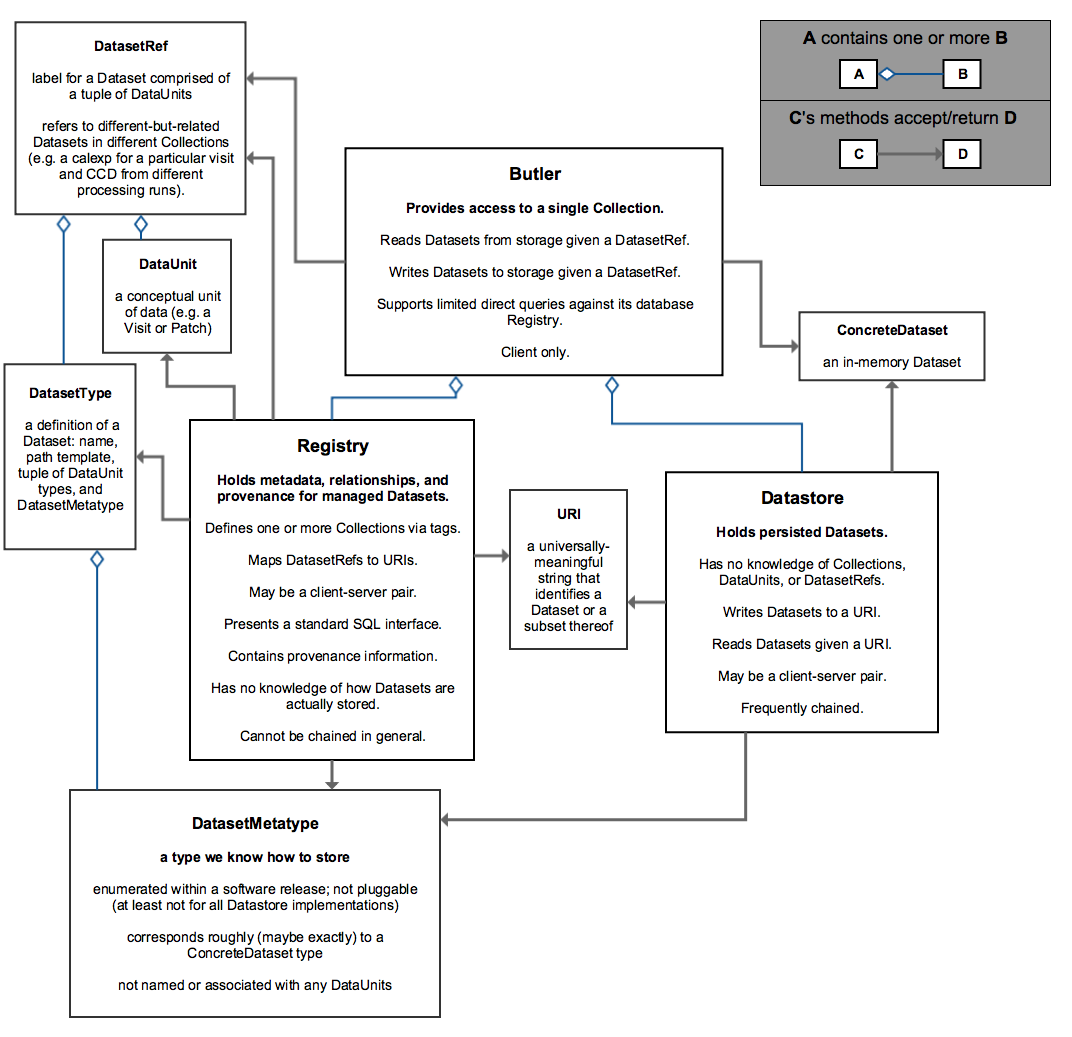 DatasetRef
label for a Dataset comprised of
a tuple of DataUnits
refers to different-but-related
Datasets in different Collections
(e.g. a calexp for a particular visit
and CCD from different
processing runs).
A contains one or more B
A
B
C's methods accept/return D
C
D
Butler
Provides access to a single Collection.
Reads Datasets from storage given a DatasetRef.
Writes Datasets to storage given a DatasetRef.
Supports limited direct queries against its database
Registry.
Client only.
DataUnit
a conceptual unit
of data (e.g. a
Visit or Patch)
ConcreteDataset
an in-memory Dataset
DatasetType
a definition of a
Dataset: name,
path template,
tuple of DataUnit
types, and
DatasetMetatype
Registry
Holds metadata, relationships, and
provenance for managed Datasets.
Defines one or more Collections via tags.
Maps DatasetRefs to URIs.
May be a client-server pair.
Presents a standard SQL interface.
Contains provenance information.
Has no knowledge of how Datasets are
actually stored.
Cannot be chained in general.
URI
a universally-
meaningful
string that
identifies a
Dataset or a
subset thereof
Datastore
Holds persisted Datasets.
Has no knowledge of Collections,
DataUnits, or DatasetRefs.
Writes Datasets to a URI.
Reads Datasets given a URI.
May be a client-server pair.
Frequently chained.
DatasetMetatype
a type we know how to store
enumerated within a software release; not pluggable
(at least not for all Datastore implementations)
corresponds roughly (maybe exactly) to a
ConcreteDataset type
not named or associated with any DataUnits